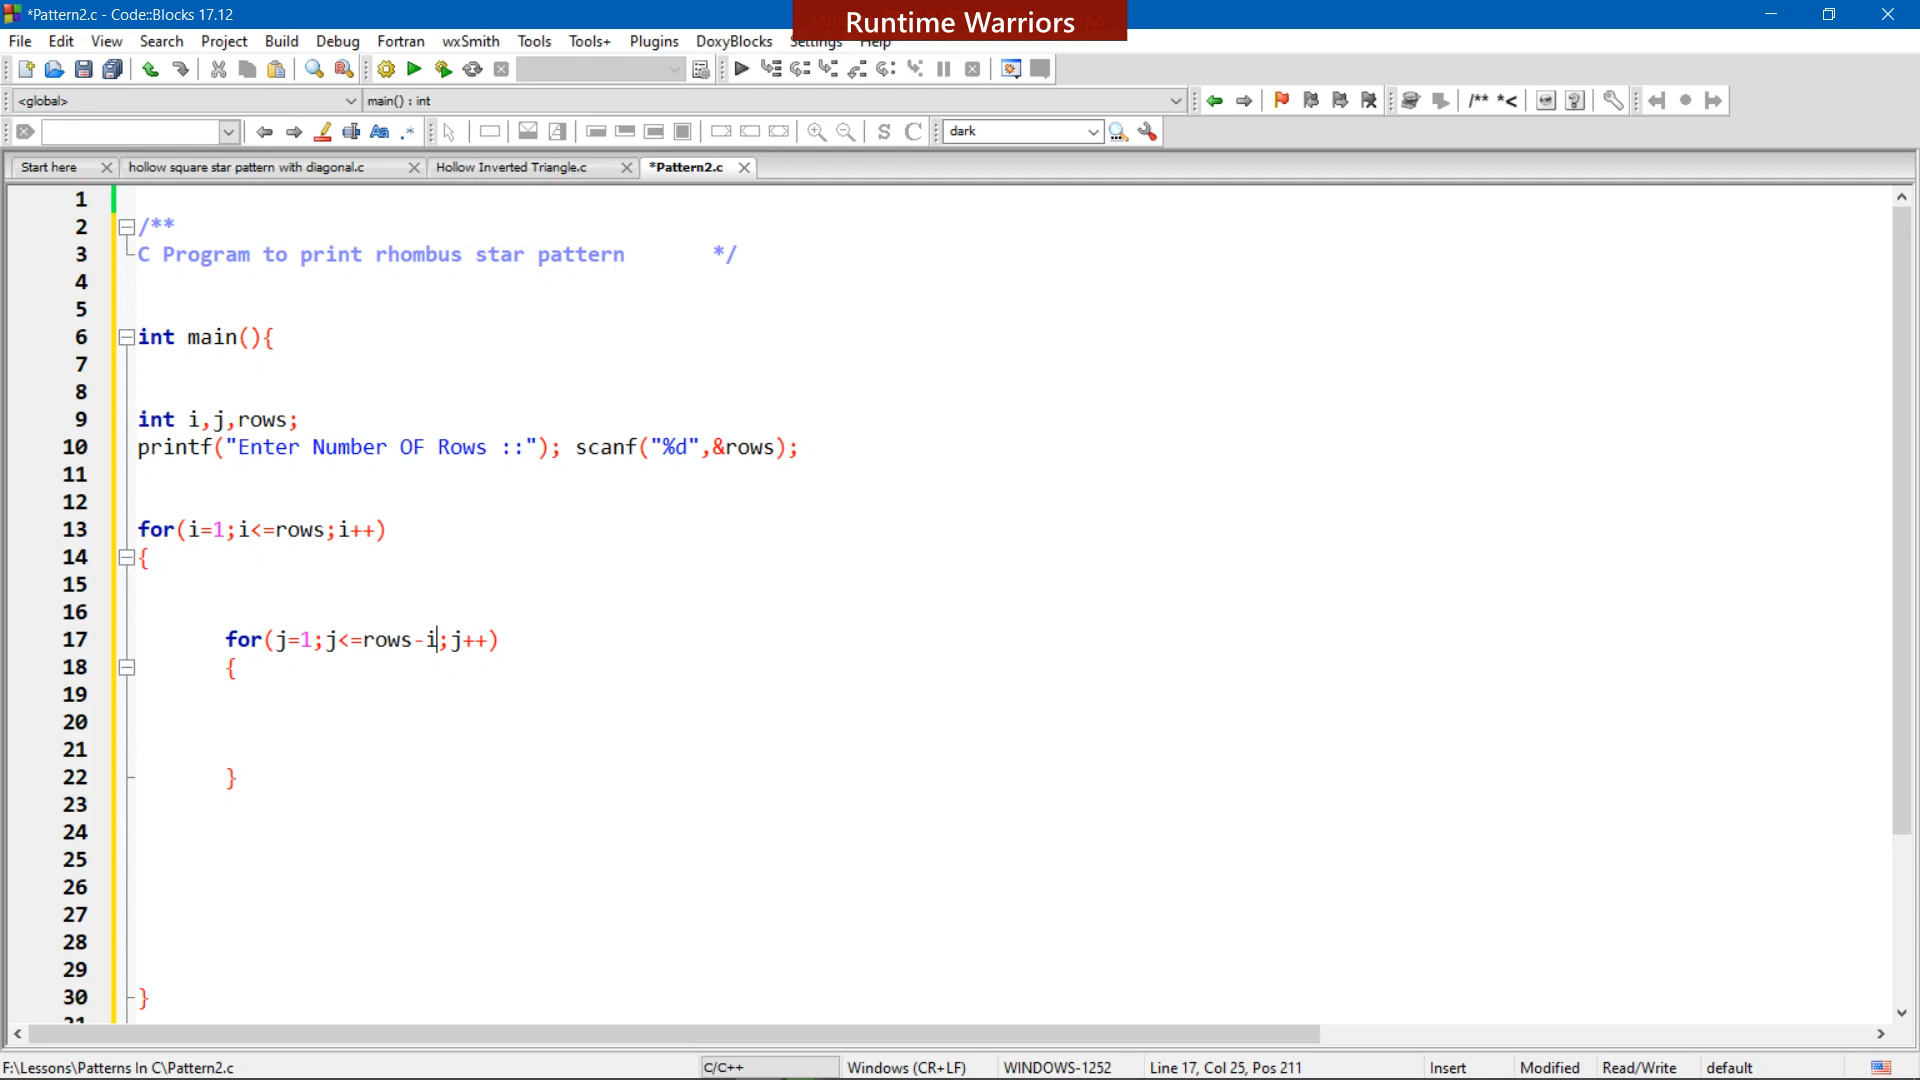 *Pattern2.c - Code::Blocks 17.12
Runtime Warriors
File Edit View Search Project Build Debug Fortran wxSmith Tools Tools+ Plugins DoxyBlocks Settings Help
<global> main() : int /** *<
Aa .* S C dark
Start here hollow square star pattern with diagonal.c Hollow Inverted Triangle.c *Pattern2.c
1
2 /**
3 C Program to print rhombus star pattern */
4
5
6 int main(){
7
8
9 int i,j,rows;
10 printf("Enter Number OF Rows ::"); scanf("%d",&rows);
11
12
13 for(i=1;i<=rows;i++)
14 {
15
16
17 for(j=1;j<=rows-i;j++)
18 {
19
20
21
22 }
23
24
25
26
27
28
29
30 }
31
F:\Lessons\Patterns In C\Pattern2.c C/C++ Windows (CR+LF) WINDOWS-1252 Line 17, Col 25, Pos 211 Insert Modified Read/Write default